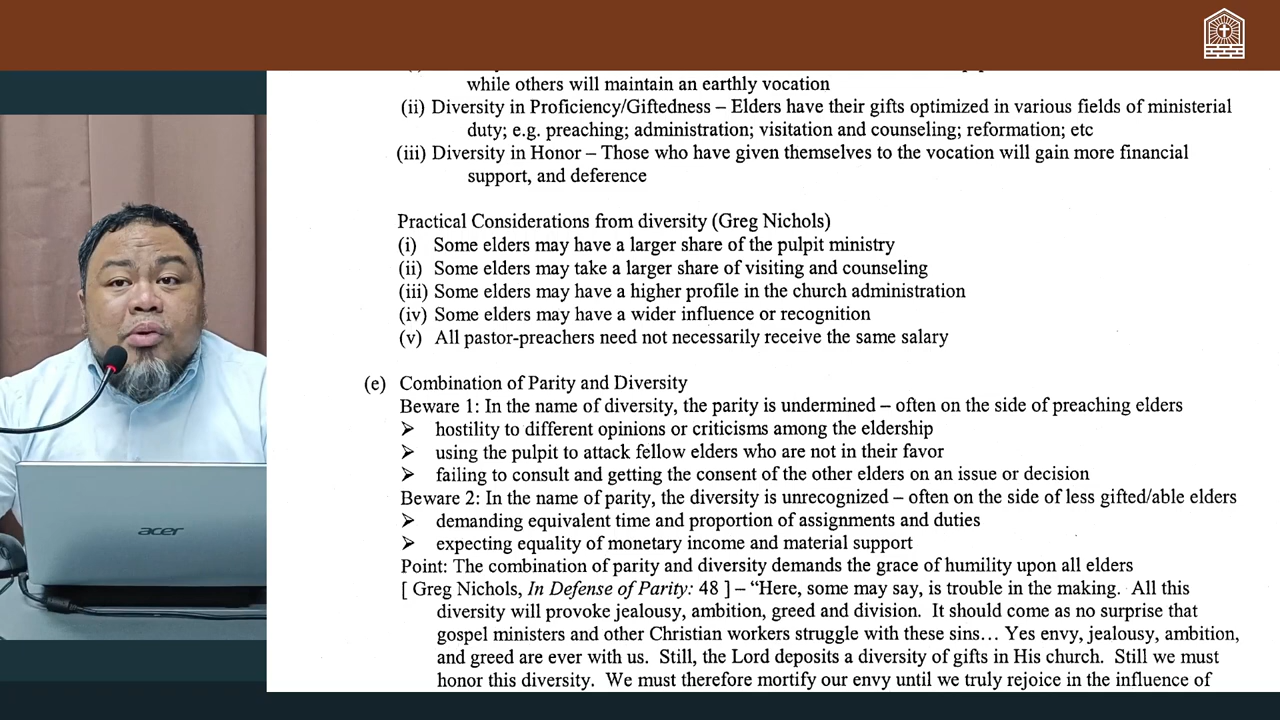 while others will maintain an earthly vocation
(ii) Diversity in Proficiency/Giftedness – Elders have their gifts optimized in various fields of ministerial
duty; e.g. preaching; administration; visitation and counseling; reformation; etc
(iii) Diversity in Honor – Those who have given themselves to the vocation will gain more financial
support, and deference
Practical Considerations from diversity (Greg Nichols)
(i) Some elders may have a larger share of the pulpit ministry
(ii) Some elders may take a larger share of visiting and counseling
(iii) Some elders may have a higher profile in the church administration
(iv) Some elders may have a wider influence or recognition
(v) All pastor-preachers need not necessarily receive the same salary
(e) Combination of Parity and Diversity
Beware 1: In the name of diversity, the parity is undermined – often on the side of preaching elders
➤ hostility to different opinions or criticisms among the eldership
➤ using the pulpit to attack fellow elders who are not in their favor
➤ failing to consult and getting the consent of the other elders on an issue or decision
Beware 2: In the name of parity, the diversity is unrecognized – often on the side of less gifted/able elders
➤ demanding equivalent time and proportion of assignments and duties
➤ expecting equality of monetary income and material support
Point: The combination of parity and diversity demands the grace of humility upon all elders
[ Greg Nichols, In Defense of Parity: 48 ] – “Here, some may say, is trouble in the making. All this
diversity will provoke jealousy, ambition, greed and division. It should come as no surprise that
gospel ministers and other Christian workers struggle with these sins… Yes envy, jealousy, ambition,
and greed are ever with us. Still, the Lord deposits a diversity of gifts in His church. Still we must
honor this diversity. We must therefore mortify our envy until we truly rejoice in the influence of
acer